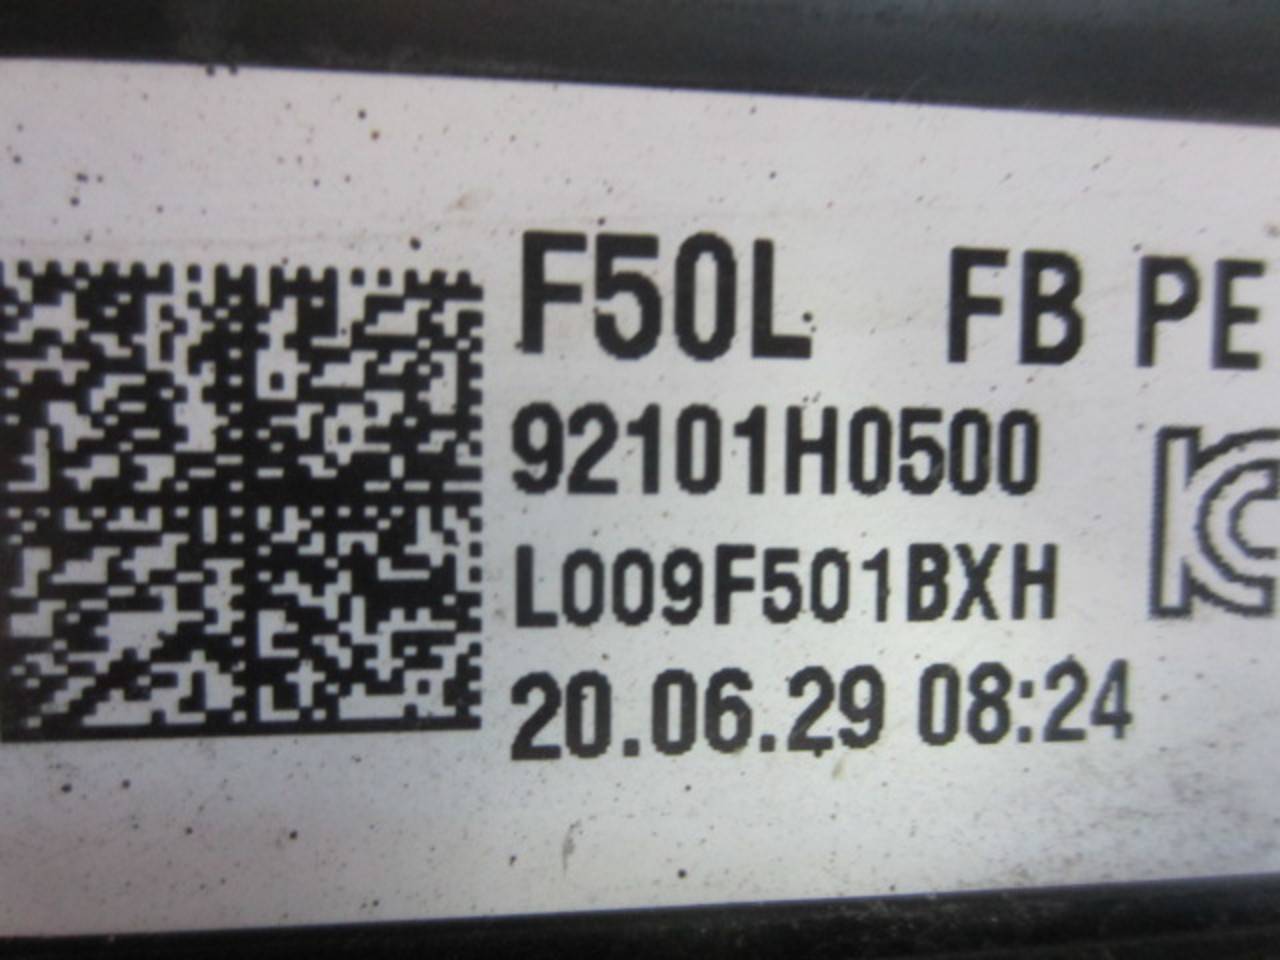 F50L FB PE
92101H0500
L009F501BXH
20.06.29 08:24